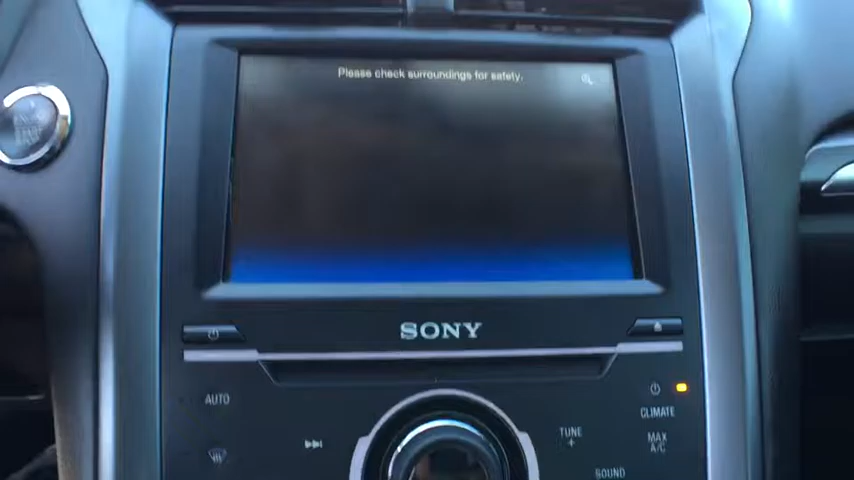 Please check surroundings for safety.
SONY
AUTO
CLIMATE
TUNE
+
MAX
A/C
SOUND